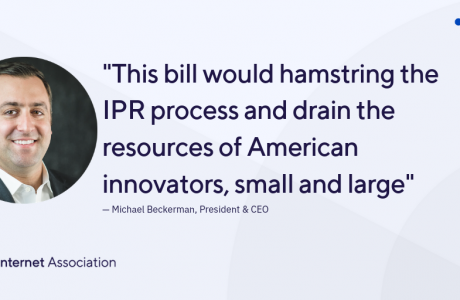 "This bill would hamstring the
IPR process and drain the
resources of American
innovators, small and large"
— Michael Beckerman, President & CEO
nternet Association